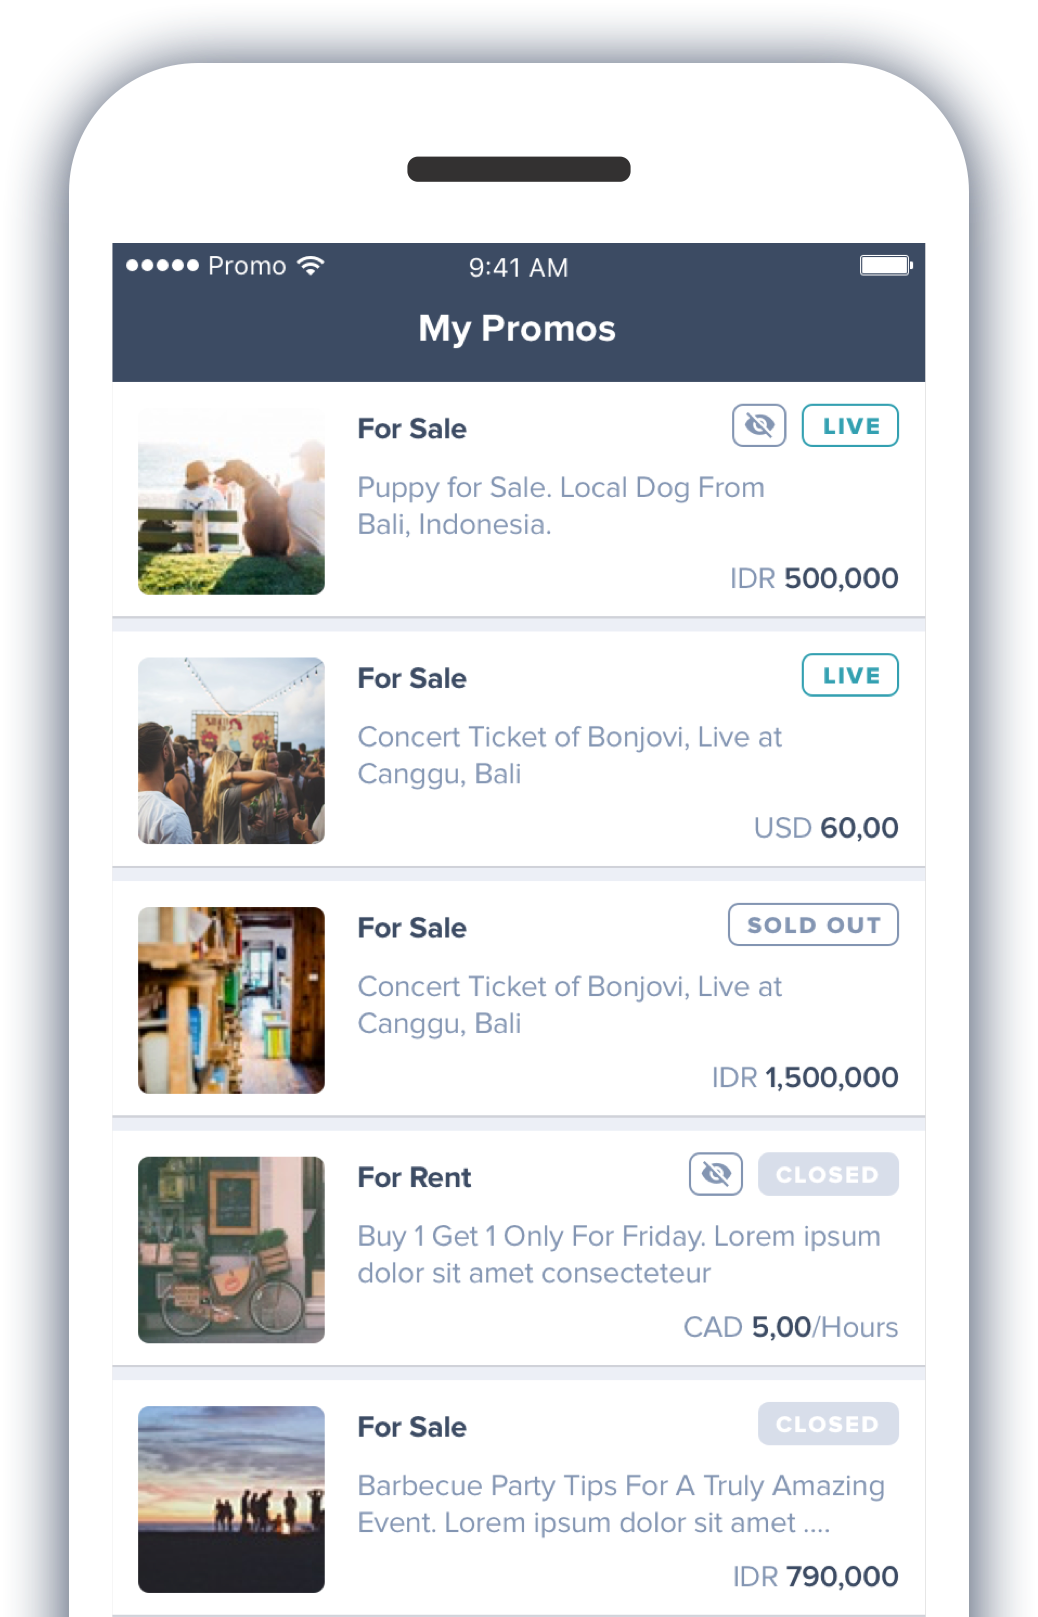 Promo 9:41 AM
My Promos
For Sale LIVE
Puppy for Sale. Local Dog From
Bali, Indonesia.
IDR 500,000
For Sale LIVE
Concert Ticket of Bonjovi, Live at
Canggu, Bali
USD 60,00
For Sale SOLD OUT
Concert Ticket of Bonjovi, Live at
Canggu, Bali
IDR 1,500,000
For Rent CLOSED
Buy 1 Get 1 Only For Friday. Lorem ipsum
dolor sit amet consecteteur
CAD 5,00/Hours
For Sale CLOSED
Barbecue Party Tips For A Truly Amazing
Event. Lorem ipsum dolor sit amet ....
IDR 790,000